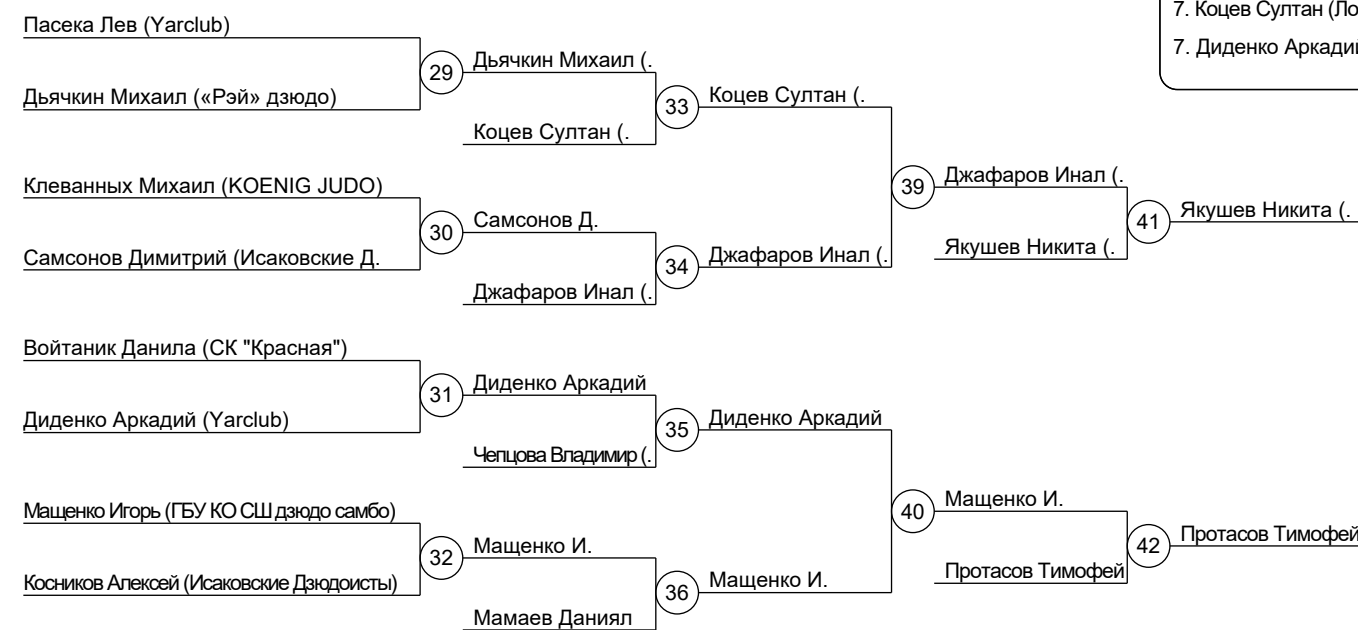 7. Коцев Султан (Ло
7. Диденко Аркадий
Пасека Лев (Yarclub)
29
Дьячкин Михаил («Рэй» дзюдо)
Дьячкин Михаил (.
33
Коцев Султан (.
Коцев Султан (.
Клеванных Михаил (KOENIG JUDO)
30
Самсонов Димитрий (Исаковские Д.
Самсонов Д.
34
Джафаров Инал (.
Джафаров Инал (.
39
Джафаров Инал (.
41
Якушев Никита (.
Якушев Никита (.
Войтаник Данила (СК "Красная")
31
Диденко Аркадий (Yarclub)
Диденко Аркадий
35
Чепцова Владимир (.
Диденко Аркадий
Мащенко Игорь (ГБУ КО СШ дзюдо самбо)
32
Косников Алексей (Исаковские Дзюдоисты)
Мащенко И.
36
Мамаев Даниял
Мащенко И.
40
Мащенко И.
42
Протасов Тимофей
Протасов Тимофей